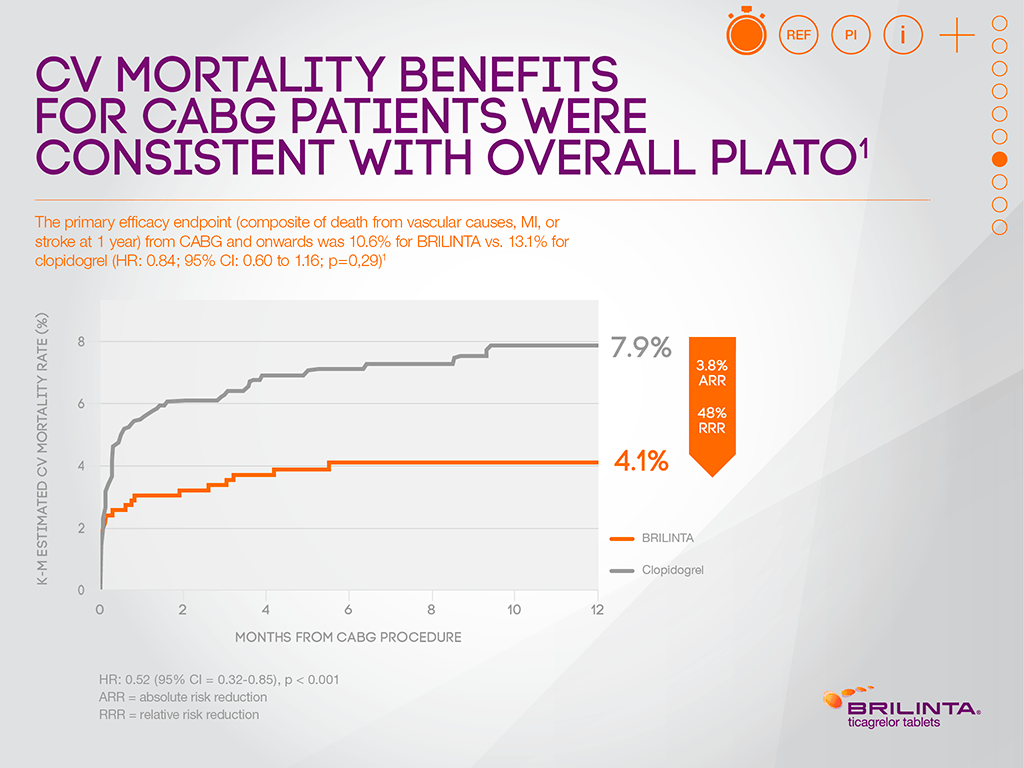 REF
PI
i
CV MORTALITY BENEFITS
FOR CABG PATIENTS WERE
CONSISTENT WITH OVERALL PLATO¹
The primary efficacy endpoint (composite of death from vascular causes, MI, or
stroke at 1 year) from CABG and onwards was 10.6% for BRILINTA vs. 13.1% for
clopidogrel (HR: 0.84; 95% CI: 0.60 to 1.16; p=0,29)¹
K-M ESTIMATED CV MORTALITY RATE (%)
8
6
4
2
0
0 2 4 6 8 10 12
MONTHS FROM CABG PROCEDURE
7.9%
4.1%
3.8%
ARR
48%
RRR
BRILINTA
Clopidogrel
HR: 0.52 (95% CI = 0.32-0.85), p < 0.001
ARR = absolute risk reduction
RRR = relative risk reduction
BRILINTA®
ticagrelor tablets